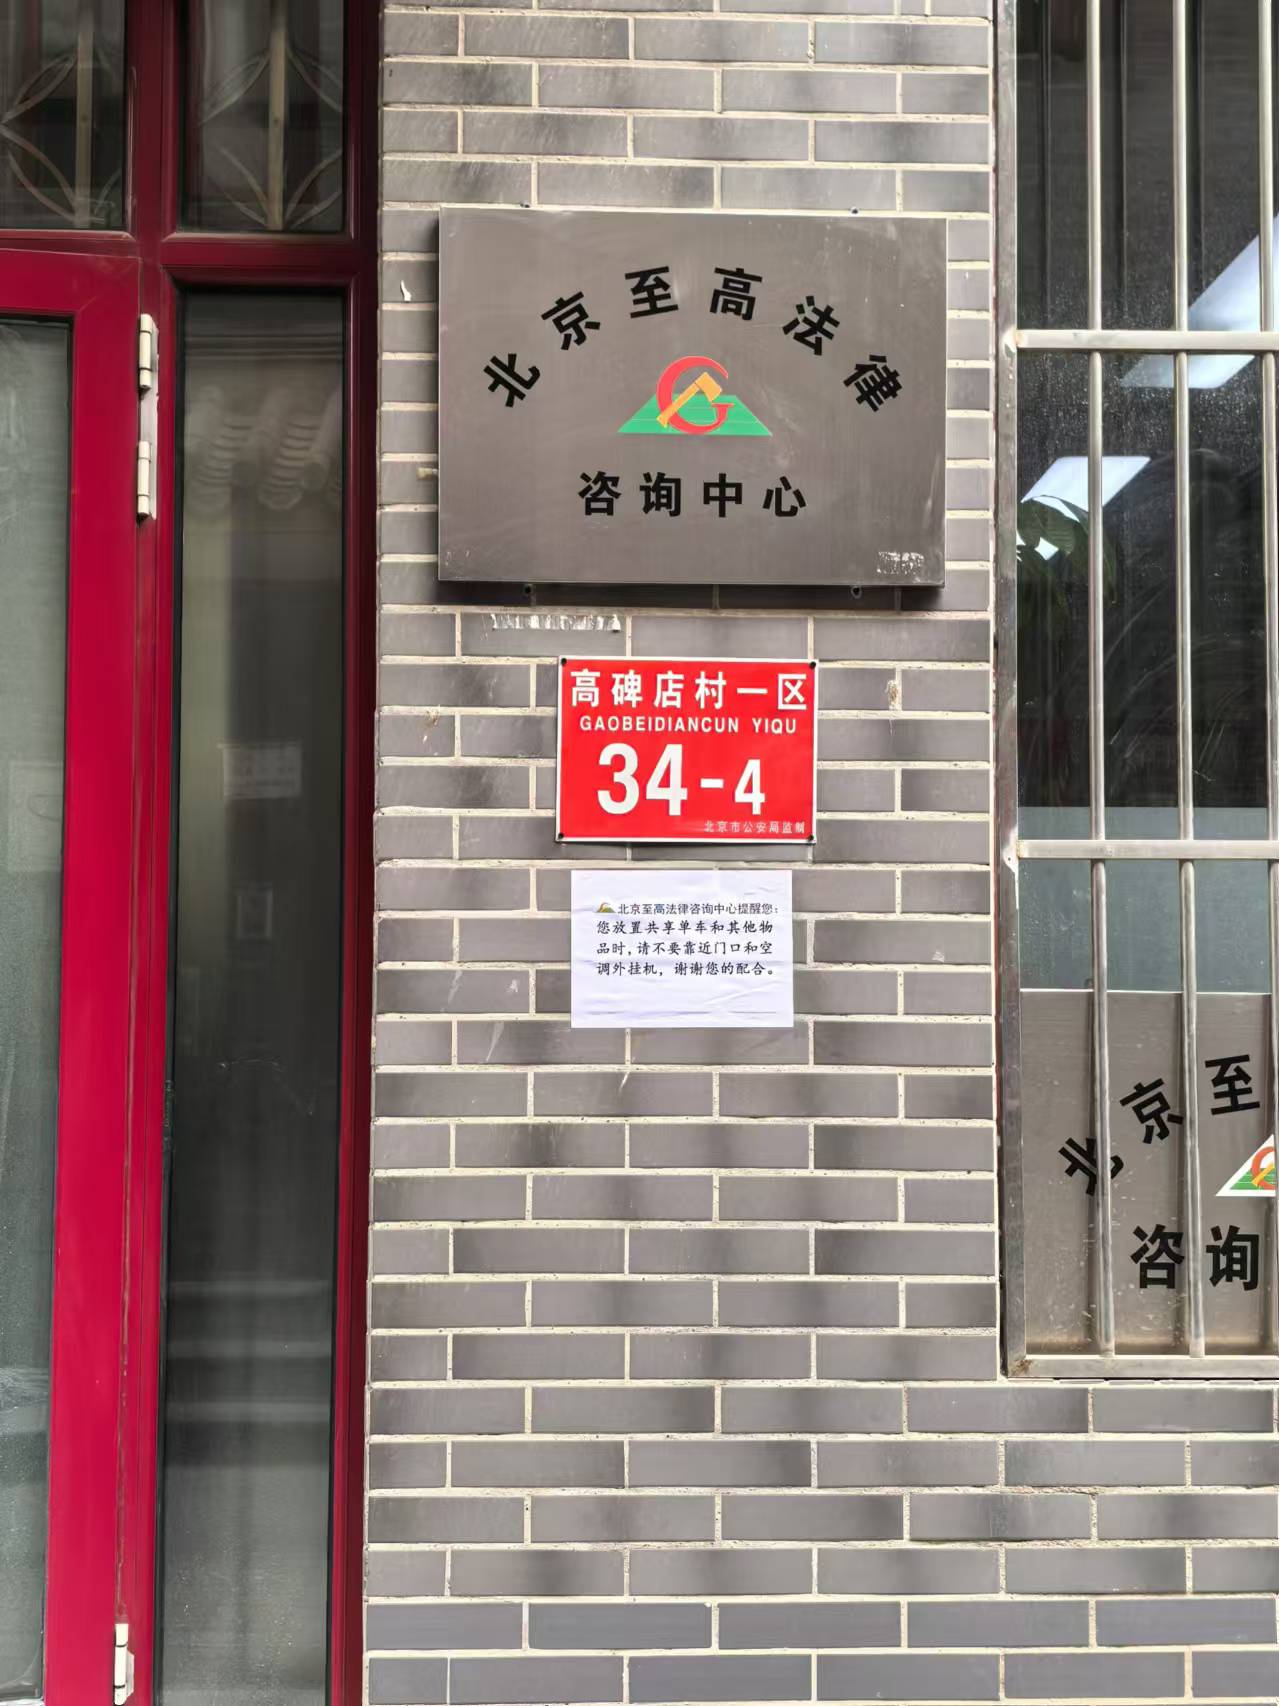 北京至高法律
咨询中心
高碑店村一区
GAOBEIDIANCUN YIQU
34-4
北京市公安局监制
北京至高法律咨询中心提醒您：
您放置共享单车和其他物
品时，请不要靠近门口和空
调外挂机，谢谢您的配合。
北京至
咨询